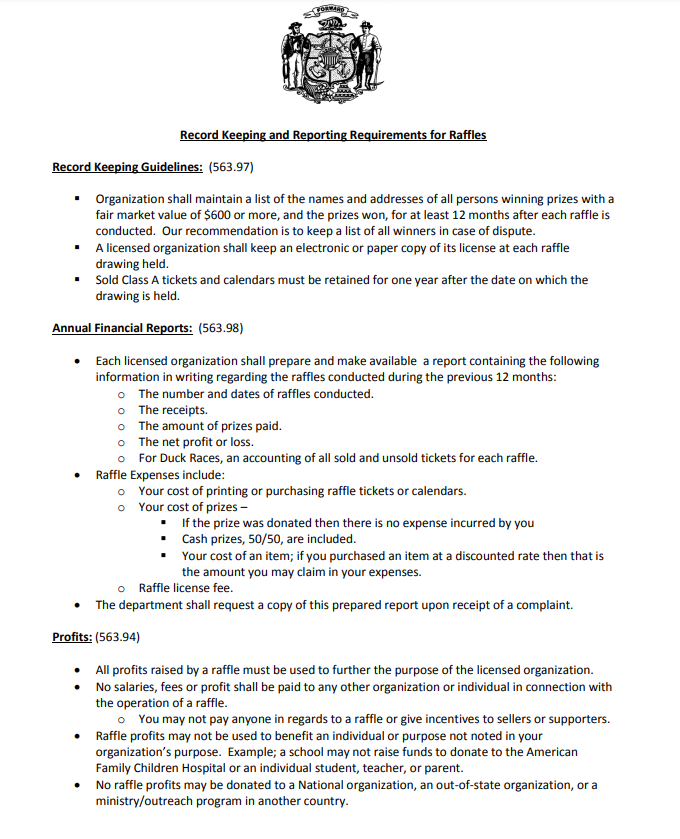 FORWARD
Record Keeping and Reporting Requirements for Raffles
Record Keeping Guidelines: (563.97)
▪ Organization shall maintain a list of the names and addresses of all persons winning prizes with a
fair market value of $600 or more, and the prizes won, for at least 12 months after each raffle is
conducted. Our recommendation is to keep a list of all winners in case of dispute.
▪ A licensed organization shall keep an electronic or paper copy of its license at each raffle
drawing held.
▪ Sold Class A tickets and calendars must be retained for one year after the date on which the
drawing is held.
Annual Financial Reports: (563.98)
• Each licensed organization shall prepare and make available a report containing the following
information in writing regarding the raffles conducted during the previous 12 months:
o The number and dates of raffles conducted.
o The receipts.
o The amount of prizes paid.
o The net profit or loss.
o For Duck Races, an accounting of all sold and unsold tickets for each raffle.
• Raffle Expenses include:
o Your cost of printing or purchasing raffle tickets or calendars.
o Your cost of prizes –
▪ If the prize was donated then there is no expense incurred by you
▪ Cash prizes, 50/50, are included.
▪ Your cost of an item; if you purchased an item at a discounted rate then that is
the amount you may claim in your expenses.
o Raffle license fee.
• The department shall request a copy of this prepared report upon receipt of a complaint.
Profits: (563.94)
• All profits raised by a raffle must be used to further the purpose of the licensed organization.
• No salaries, fees or profit shall be paid to any other organization or individual in connection with
the operation of a raffle.
o You may not pay anyone in regards to a raffle or give incentives to sellers or supporters.
• Raffle profits may not be used to benefit an individual or purpose not noted in your
organization's purpose. Example; a school may not raise funds to donate to the American
Family Children Hospital or an individual student, teacher, or parent.
• No raffle profits may be donated to a National organization, an out-of-state organization, or a
ministry/outreach program in another country.